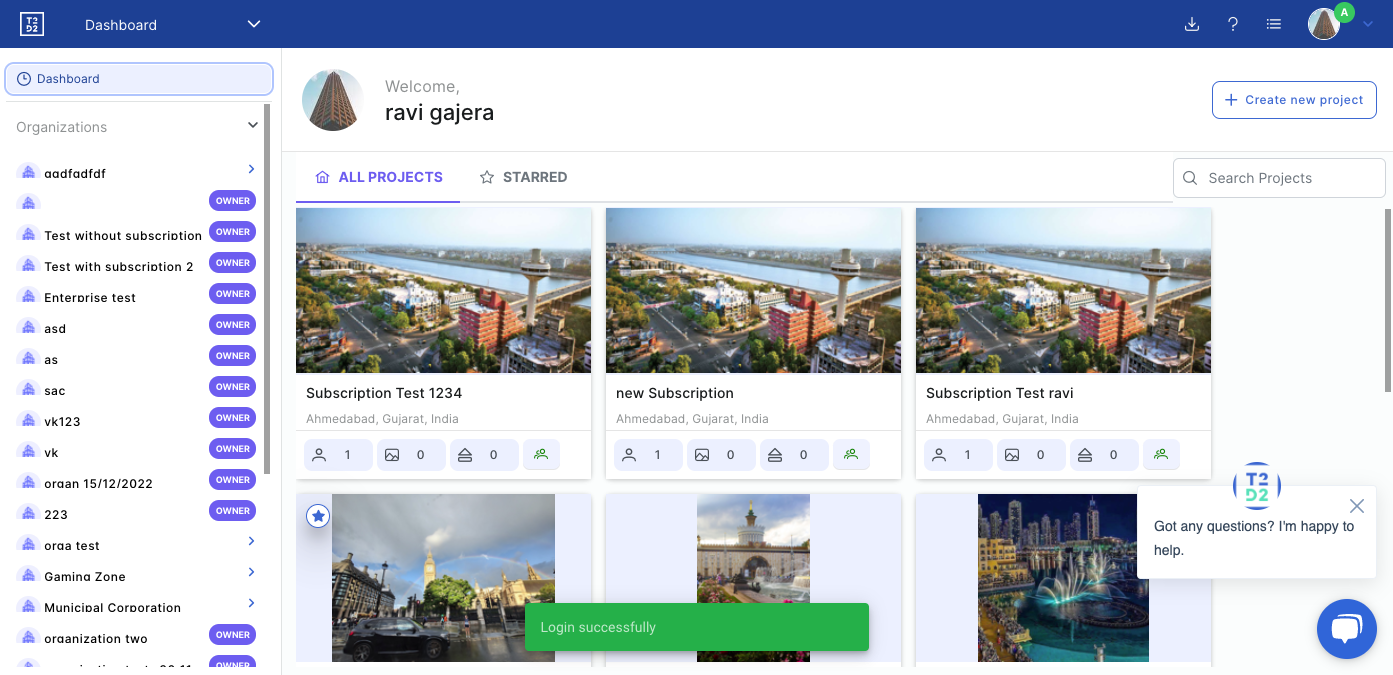 T2
D2
Dashboard
A
Dashboard
Organizations
aadfadfdf
OWNER
Test without subscription OWNER
Test with subscription 2 OWNER
Enterprise test OWNER
asd OWNER
as OWNER
sac OWNER
vk123 OWNER
vk OWNER
organ 15/12/2022 OWNER
223 OWNER
orga test
Gaming Zone
Municipal Corporation
organization two OWNER
OWNER
Welcome,
ravi gajera
Create new project
ALL PROJECTS STARRED
Search Projects
Subscription Test 1234
Ahmedabad, Gujarat, India
1 0 0
new Subscription
Ahmedabad, Gujarat, India
1 0 0
Subscription Test ravi
Ahmedabad, Gujarat, India
1 0 0
T2
D2
Got any questions? I'm happy to
help.
Login successfully